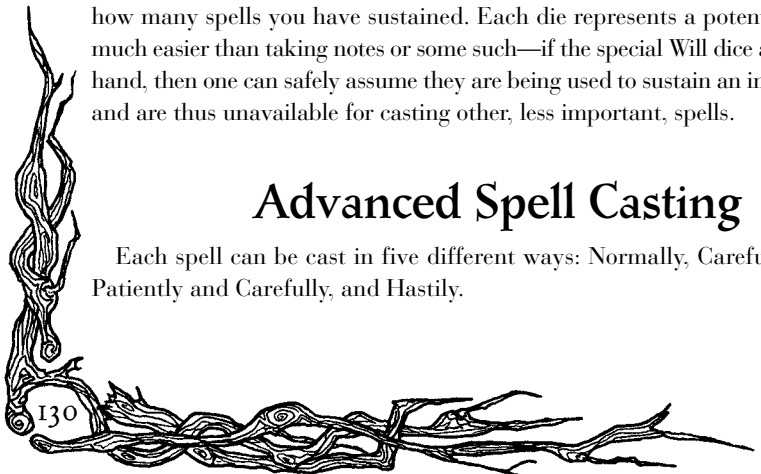 how many spells you have sustained. Each die represents a
much easier than taking notes or some such—if the special Will dice
hand, then one can safely assume they are being used to sustain an
and are thus unavailable for casting other, less important, spells.
Advanced Spell Casting
Each spell can be cast in five different ways: Normally,
Patiently and Carefully, and Hastily.
130